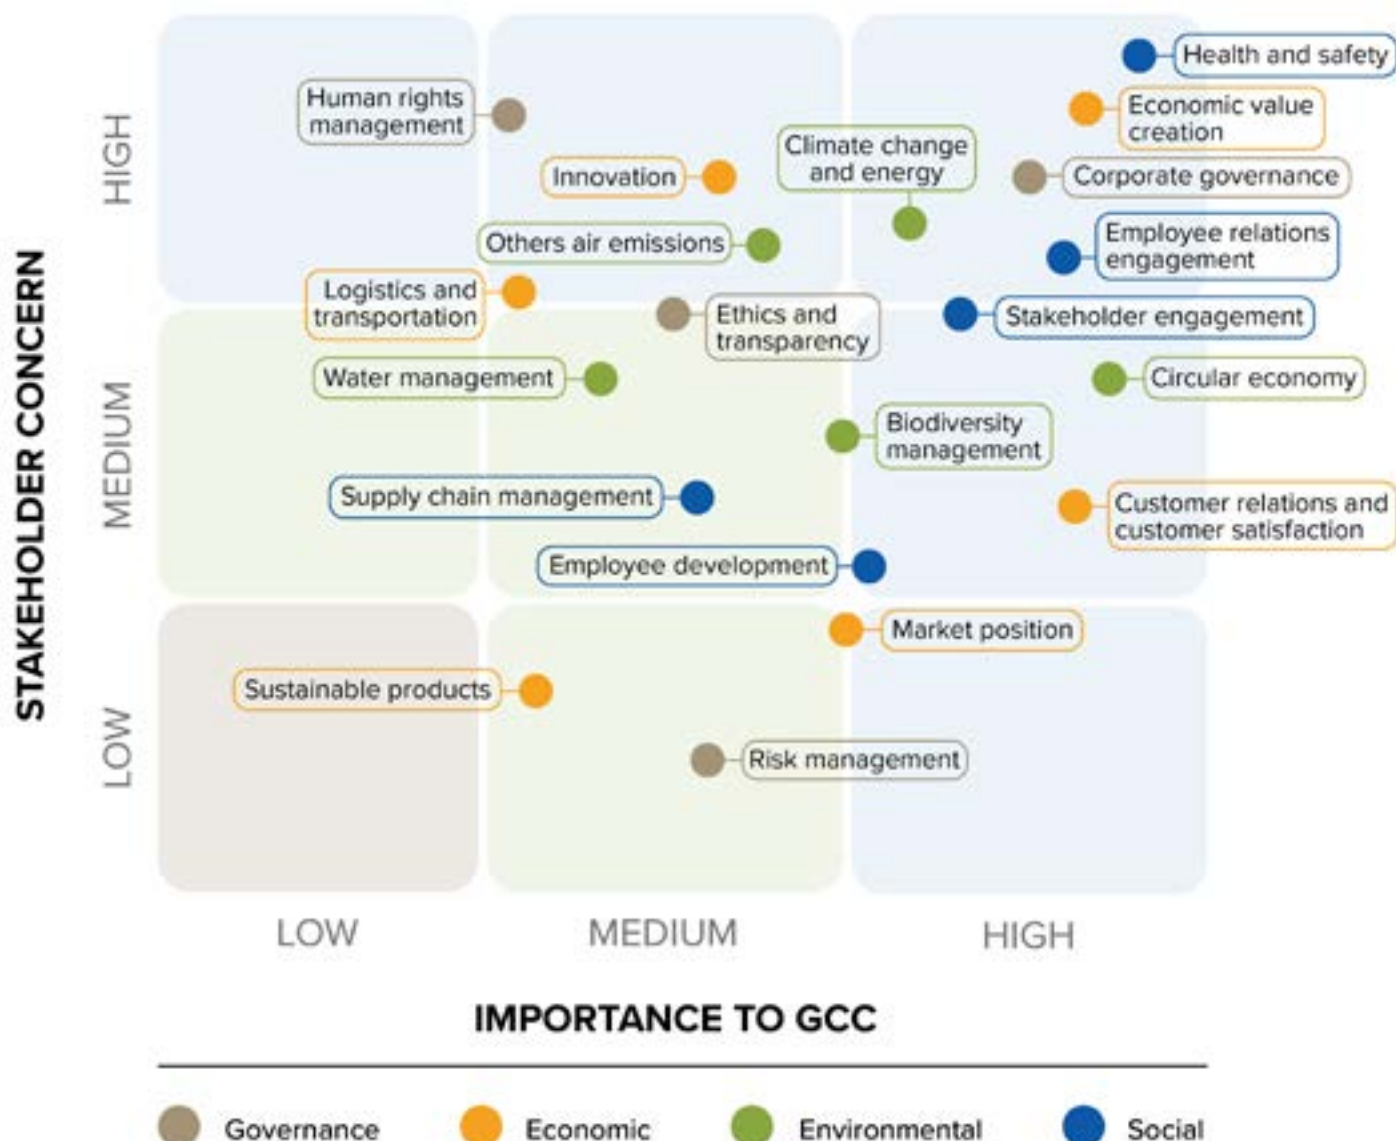 STAKEHOLDER CONCERN
HIGH
MEDIUM
LOW
Health and safety
Human rights
management
Economic value
creation
Climate change
and energy
Innovation
Corporate governance
Others air emissions
Employee relations
engagement
Logistics and
transportation
Ethics and
transparency
Stakeholder engagement
Water management
Circular economy
Biodiversity
management
Supply chain management
Customer relations and
customer satisfaction
Employee development
Market position
Sustainable products
Risk management
LOW
MEDIUM
HIGH
IMPORTANCE TO GCC
Governance
Economic
Environmental
Social